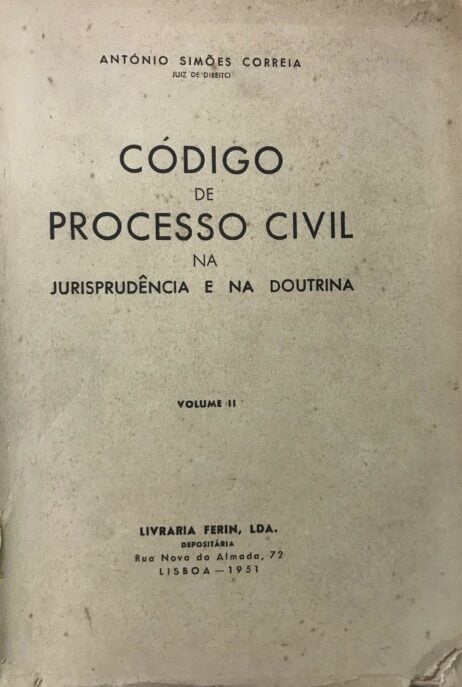 ANTÓNIO SIMÕES CORREIA
JUIZ DE DIREITO
CÓDIGO
DE
PROCESSO CIVIL
NA
JURISPRUDÊNCIA E NA DOUTRINA
VOLUME II
LIVRARIA FERIN, LDA.
DEPOSITÁRIA
Rua Nova do Almada, 72
LISBOA — 1951